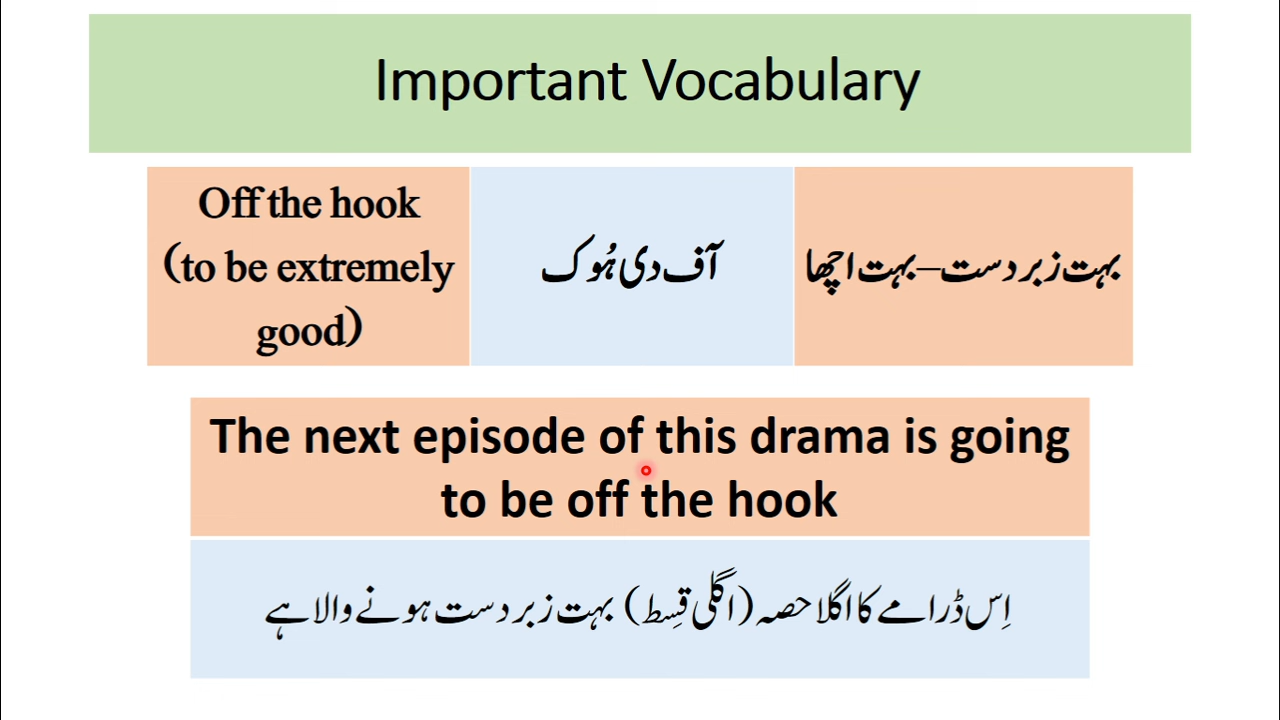 Important Vocabulary
Off the hook
(to be extremely
good)
آف دی ہُوک
بہت زبردست–بہت اچھا
The next episode of this drama is going
to be off the hook
اِس ڈرامے کا اگلا حصہ (اگلی قِسط) بہت زبردست ہونے والا ہے